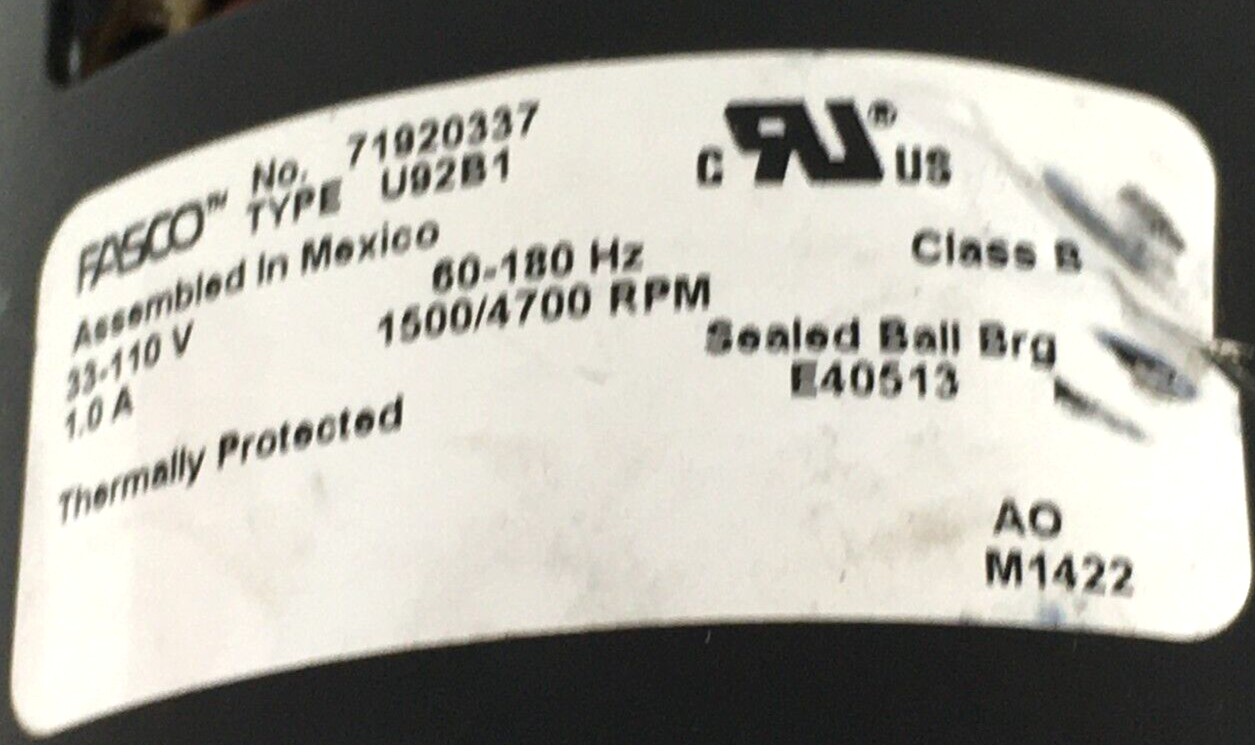 FASCO™ No. 71920337
TYPE U92B1
Assembled In Mexico
33-110 V 60-180 Hz
1.0 A 1500/4700 RPM
Thermally Protected
C RU® US
Class B
Sealed Ball Brg
E40513
AO
M1422